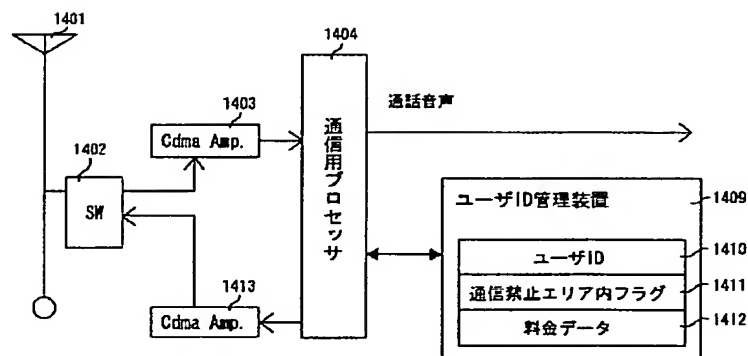 1401
1404
1403
通話音声
Cdma Amp.
1402
SW
通信用プロセッサ
ユーザID管理装置
1409
ユーザID
1410
通信禁止エリア内フラグ
1411
料金データ
1412
1413
Cdma Amp.